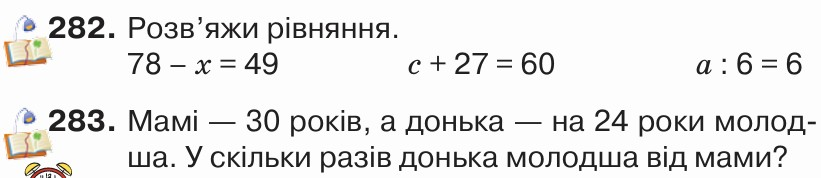 282. Розв’яжи рівняння.
78 – x = 49 c + 27 = 60 a : 6 = 6
283. Мамі — 30 років, а донька — на 24 роки молод-
ша. У скільки разів донька молодша від мами?